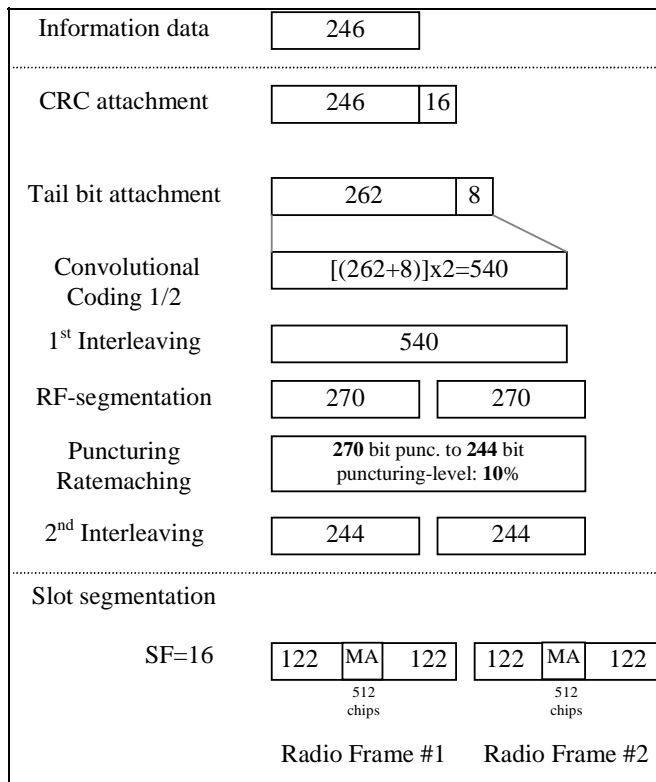 Information data 246
CRC attachment 246 16
Tail bit attachment 262 8
Convolutional [(262+8)]x2=540
Coding 1/2
1st Interleaving 540
RF-segmentation 270 270
Puncturing 270 bit punc. to 244 bit
Ratemaching puncturing-level: 10%
2nd Interleaving 244 244
Slot segmentation
SF=16 122 MA 122 122 MA 122
512 512
chips chips
Radio Frame #1 Radio Frame #2